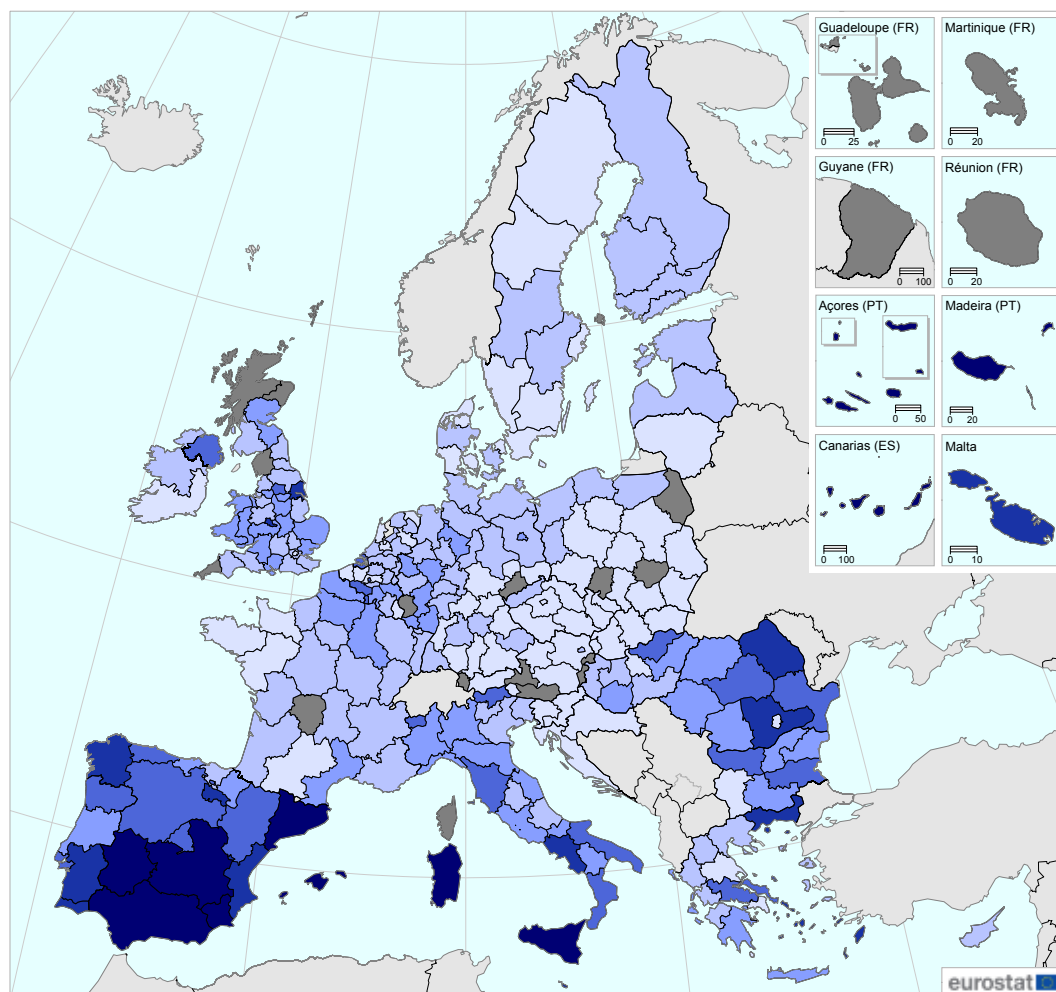 Guadeloupe (FR)
0 25
Martinique (FR)
0 20
Guyane (FR)
0 100
Réunion (FR)
0 20
Açores (PT)
0 50
Madeira (PT)
0 20
Canarias (ES)
0 100
Malta
0 10
eurostat